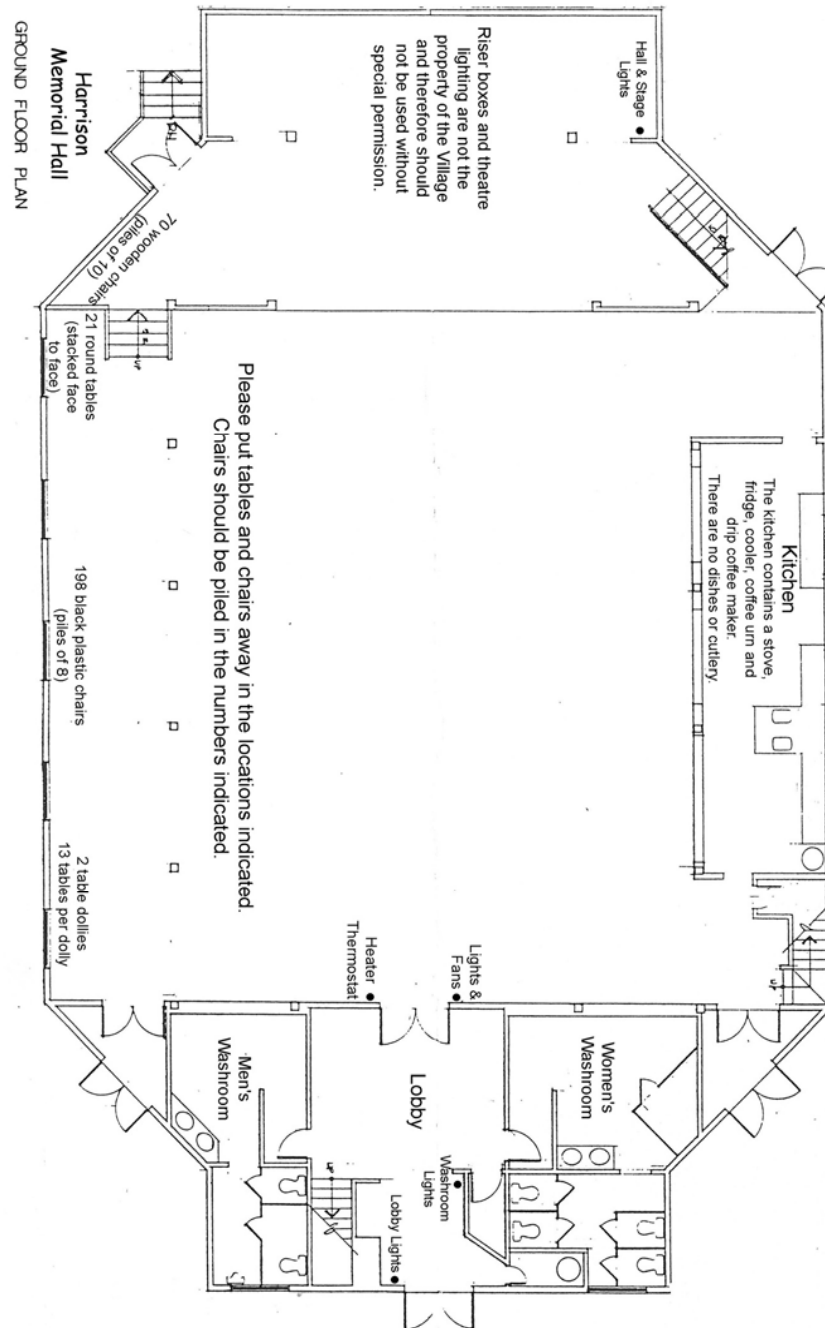 Harrison
Memorial Hall
GROUND FLOOR PLAN
Hall & Stage
Lights
Riser boxes and theatre
lighting are not the
property of the Village
and therefore should
not be used without
special permission.
70 wooden chairs
(piles of 10)
21 round tables
(stacked face
to face)
Kitchen
The kitchen contains a stove,
fridge, cooler, coffee urn and
drip coffee maker.
There are no dishes or cutlery.
Please put tables and chairs away in the locations indicated.
Chairs should be piled in the numbers indicated.
198 black plastic chairs
(piles of 8)
2 table dollies
13 tables per dolly
Lights &
Fans
Heater
Thermostat
Women's
Washroom
Lobby
Men's
Washroom
Washroom
Lights
Lobby Lights
UP
UP
UP